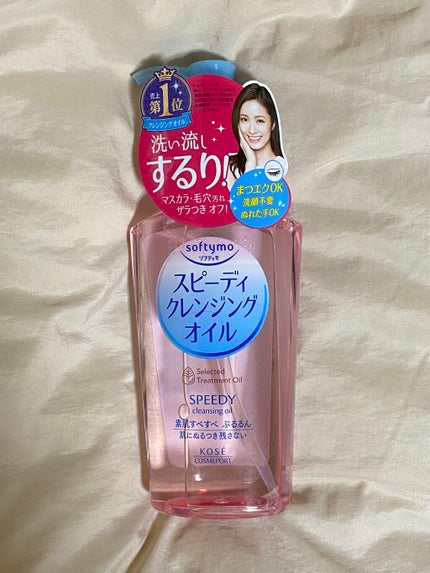 売上
第1位
クレンジングオイル
洗い流し
するり!
マスカラ・毛穴汚れ
ザラつきオフ!
まつエクOK
洗顔不要
ぬれた手OK
softymo
ソフティモ
スピーディ
クレンジング
オイル
Selected
Treatment Oil
SPEEDY
cleansing oil
素肌すべすべ ぷるるん
肌にぬるつき残さない
KOSÉ
COSMEPORT